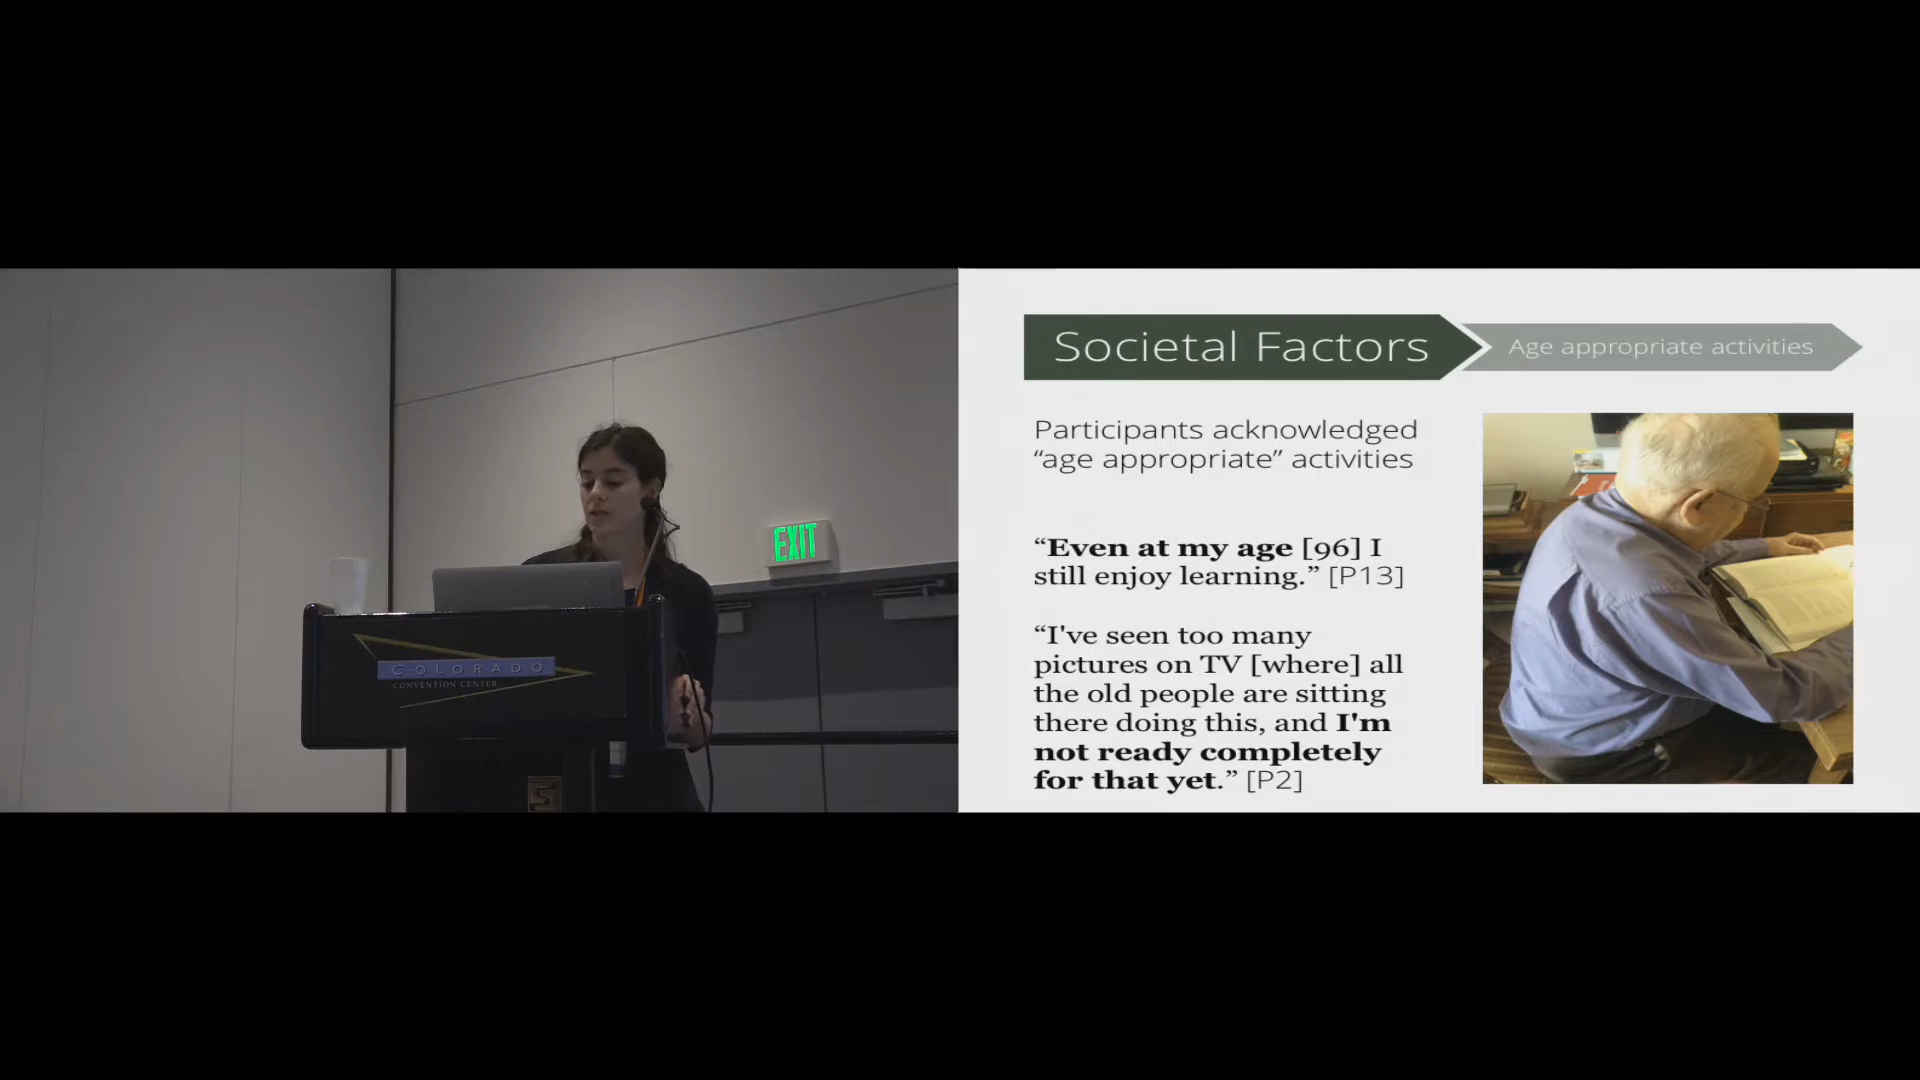 EXIT
COLORADO
CONVENTION CENTER
Societal Factors
Age appropriate activities
Participants acknowledged
“age appropriate” activities
“Even at my age [96] I
still enjoy learning.” [P13]
“I've seen too many
pictures on TV [where] all
the old people are sitting
there doing this, and I'm
not ready completely
for that yet.” [P2]